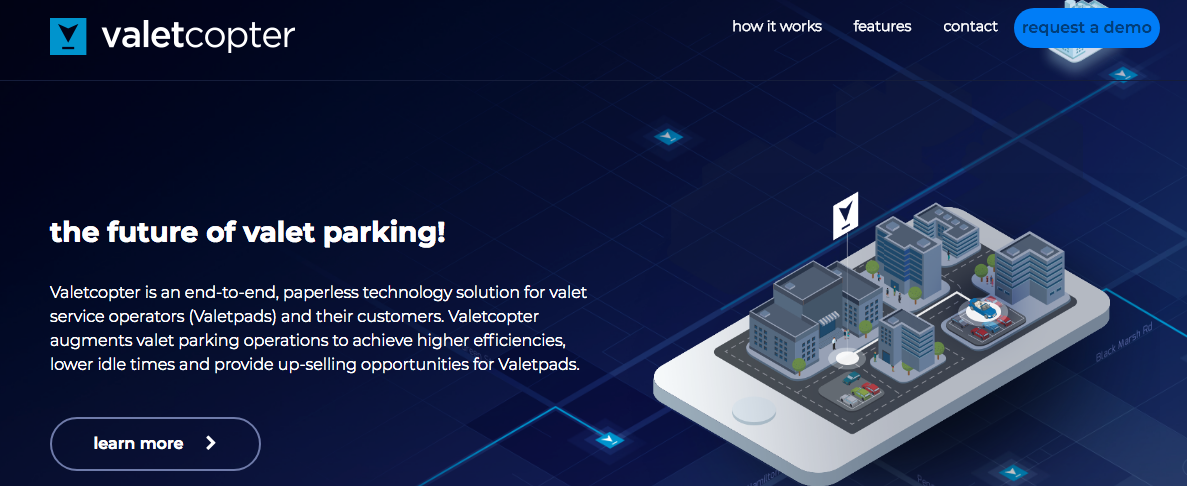 valetcopter
how it works
features
contact
request a demo
the future of valet parking!
Valetcopter is an end-to-end, paperless technology solution for valet
service operators (Valetpads) and their customers. Valetcopter
augments valet parking operations to achieve higher efficiencies,
lower idle times and provide up-selling opportunities for Valetpads.
learn more
Black Marsh Rd